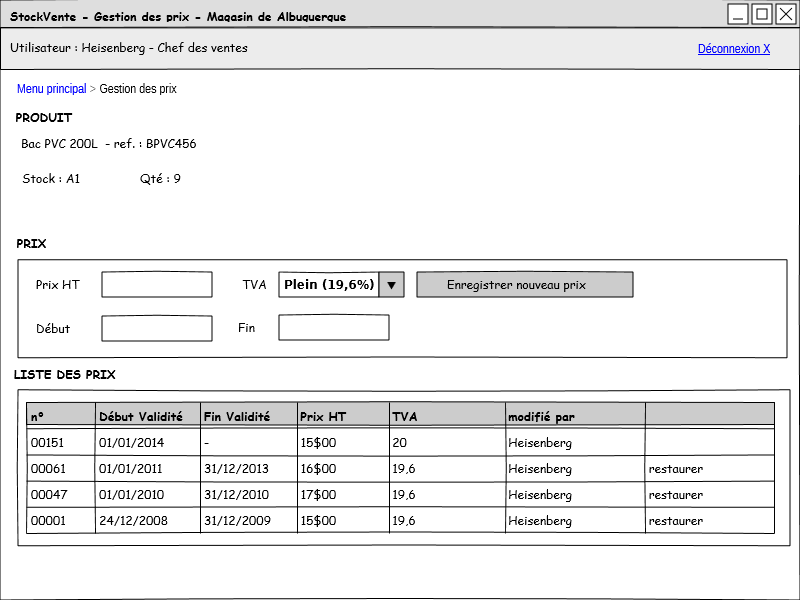 StockVente - Gestion des prix - Magasin de Albuquerque
Utilisateur : Heisenberg - Chef des ventes Déconnexion X
Menu principal > Gestion des prix
PRODUIT
Bac PVC 200L - ref. : BPVC456
Stock : A1 Qté : 9
PRIX
Prix HT TVA Plein (19,6%) ▼ Enregistrer nouveau prix
Début Fin
LISTE DES PRIX
n° Début Validité Fin Validité Prix HT TVA modifié par
00151 01/01/2014 - 15$00 20 Heisenberg
00061 01/01/2011 31/12/2013 16$00 19,6 Heisenberg restaurer
00047 01/01/2010 31/12/2010 17$00 19,6 Heisenberg restaurer
00001 24/12/2008 31/12/2009 15$00 19,6 Heisenberg restaurer